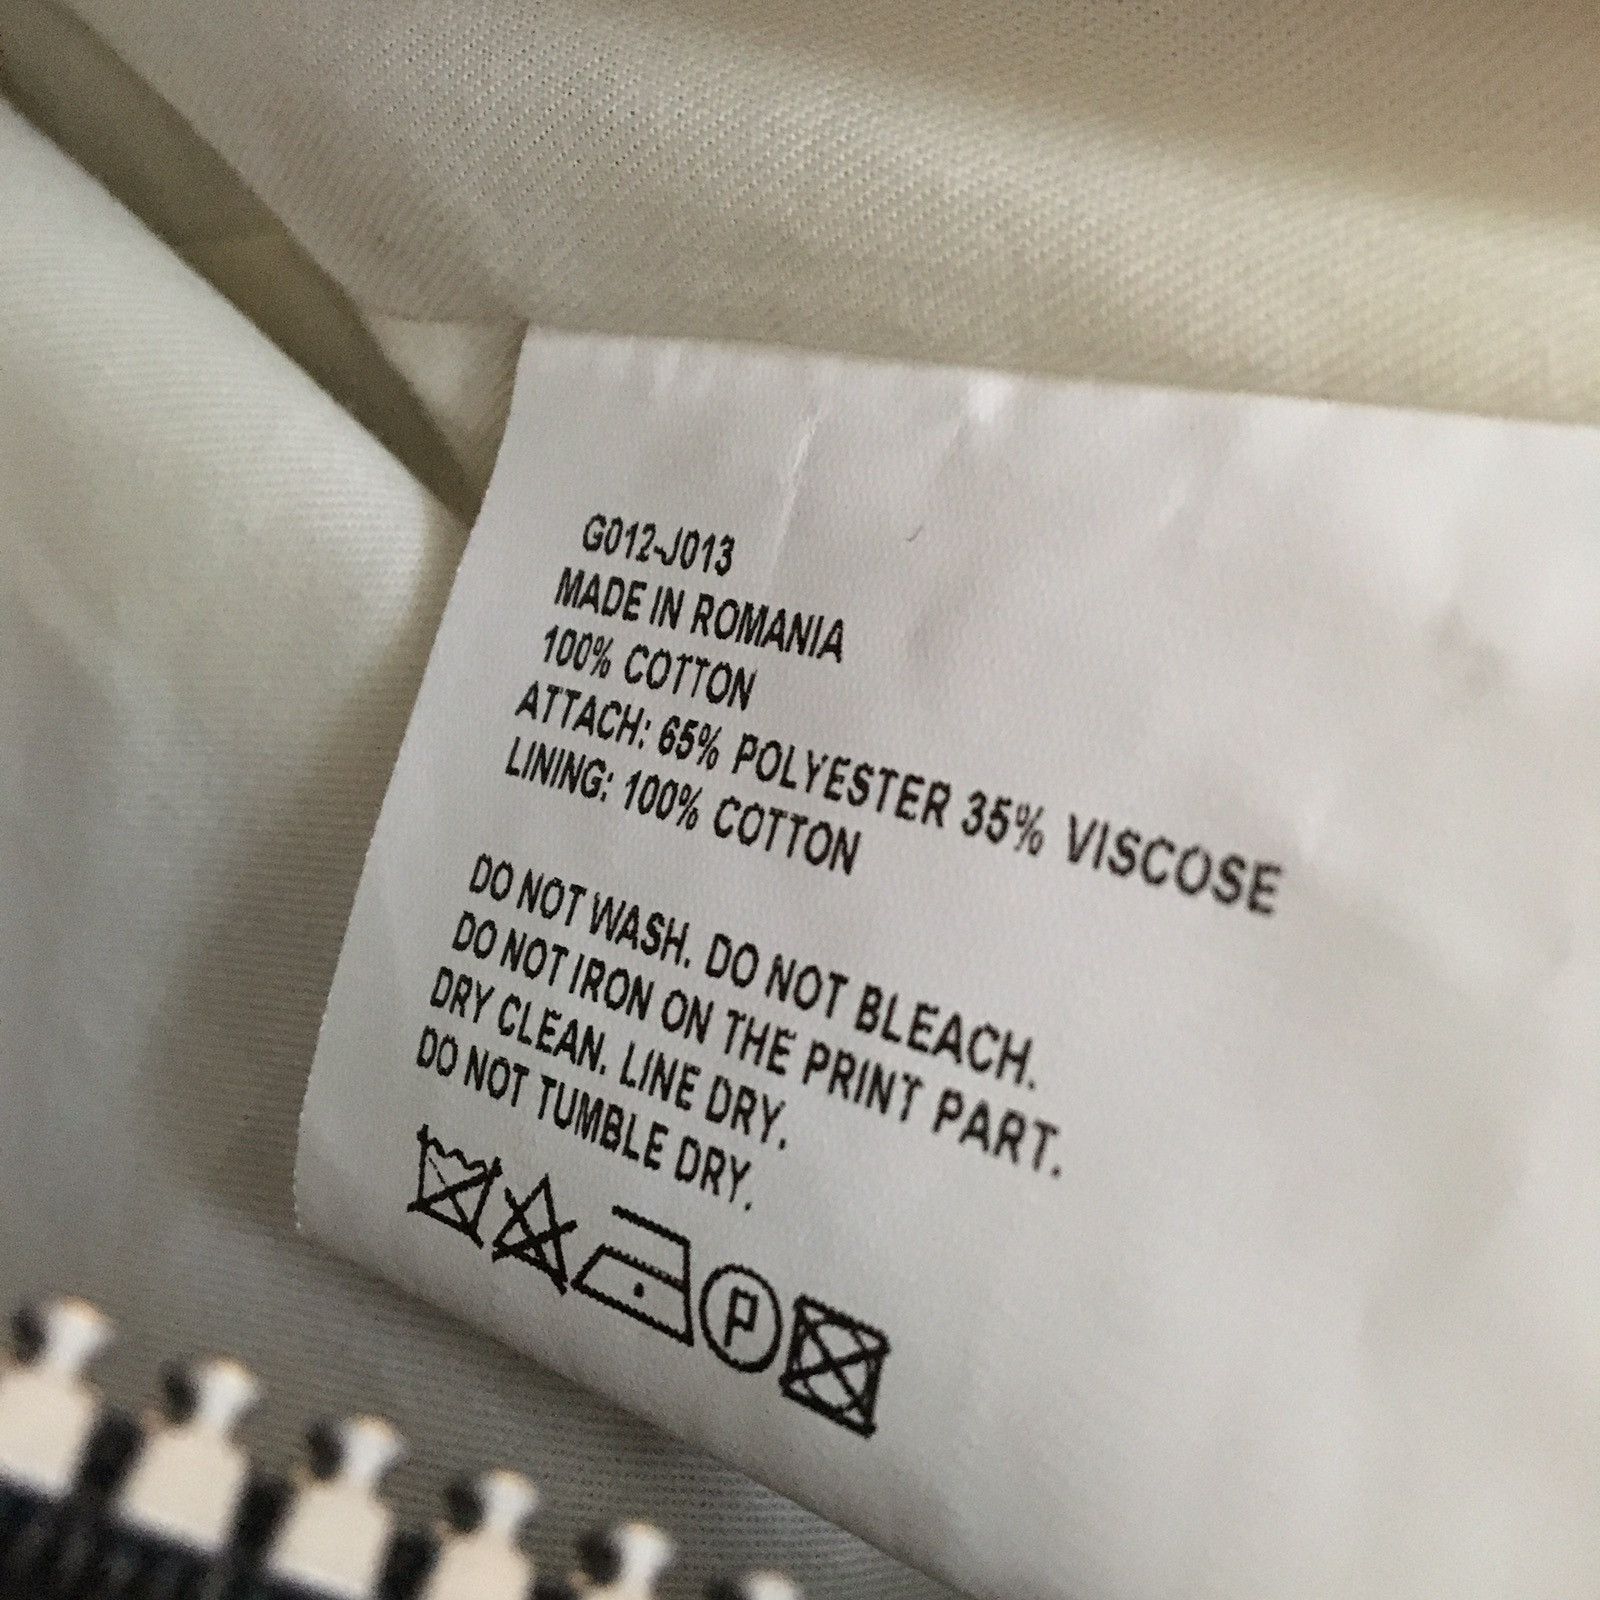 G012-J013
MADE IN ROMANIA
100% COTTON
ATTACH: 65% POLYESTER 35% VISCOSE
LINING: 100% COTTON
DO NOT WASH. DO NOT BLEACH.
DO NOT IRON ON THE PRINT PART.
DRY CLEAN. LINE DRY.
DO NOT TUMBLE DRY.
P